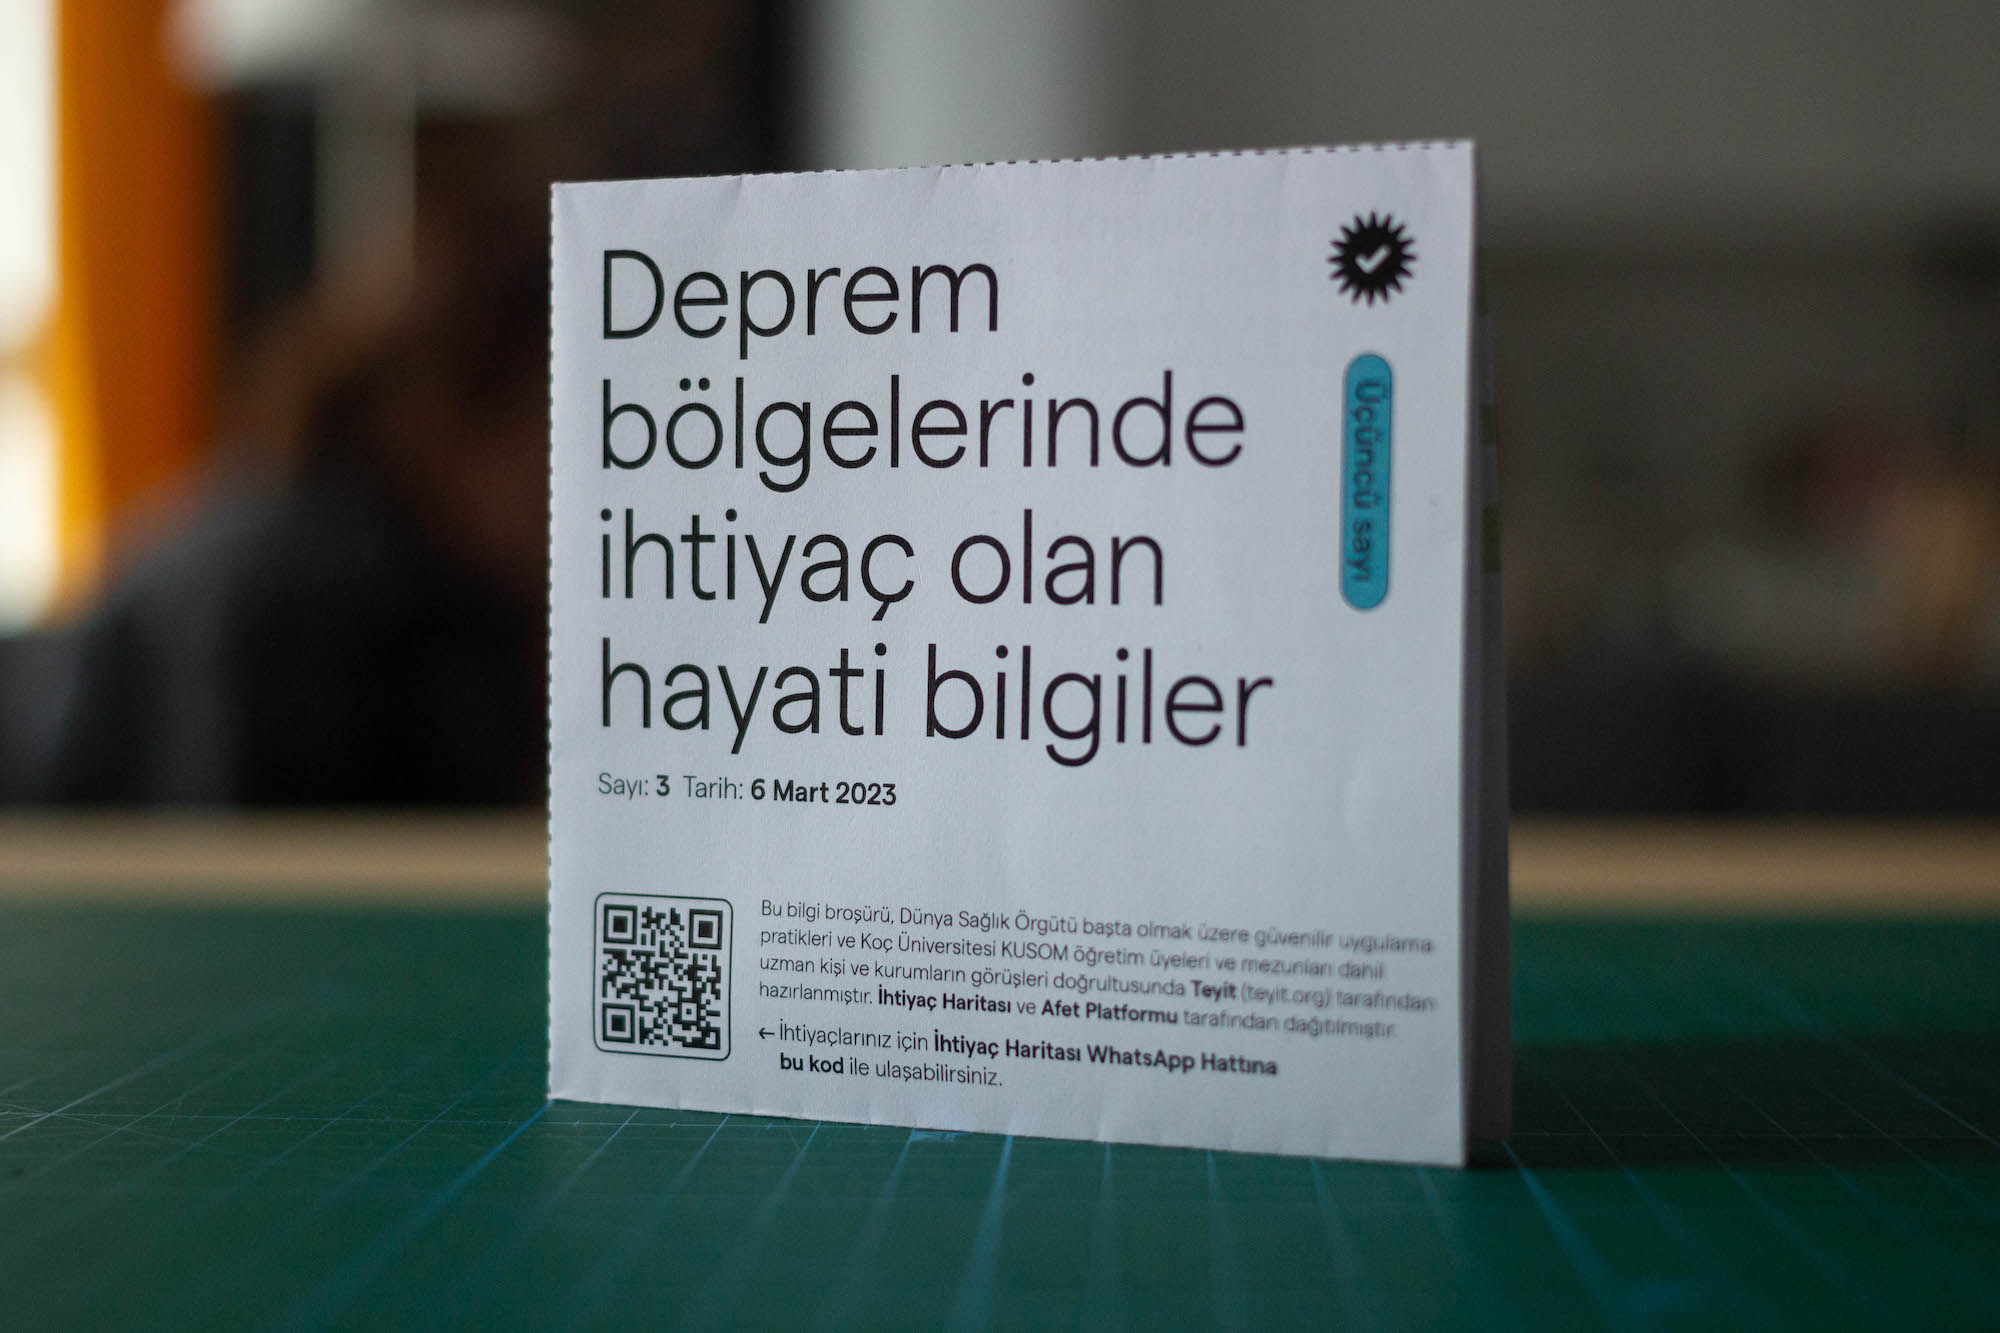 Deprem
bölgelerinde
ihtiyaç olan
hayati bilgiler
Üçüncü sayı
Sayı: 3 Tarih: 6 Mart 2023
Bu bilgi broşürü, Dünya Sağlık Örgütü başta olmak üzere güvenilir uygulama
pratikleri ve Koç Üniversitesi KUSOM öğretim üyeleri ve mezunları dahil
uzman kişi ve kurumların görüşleri doğrultusunda Teyit (teyit.org) tarafından
hazırlanmıştır. İhtiyaç Haritası ve Afet Platformu tarafından dağıtılmıştır.
← İhtiyaçlarınız için İhtiyaç Haritası WhatsApp Hattına
bu kod ile ulaşabilirsiniz.